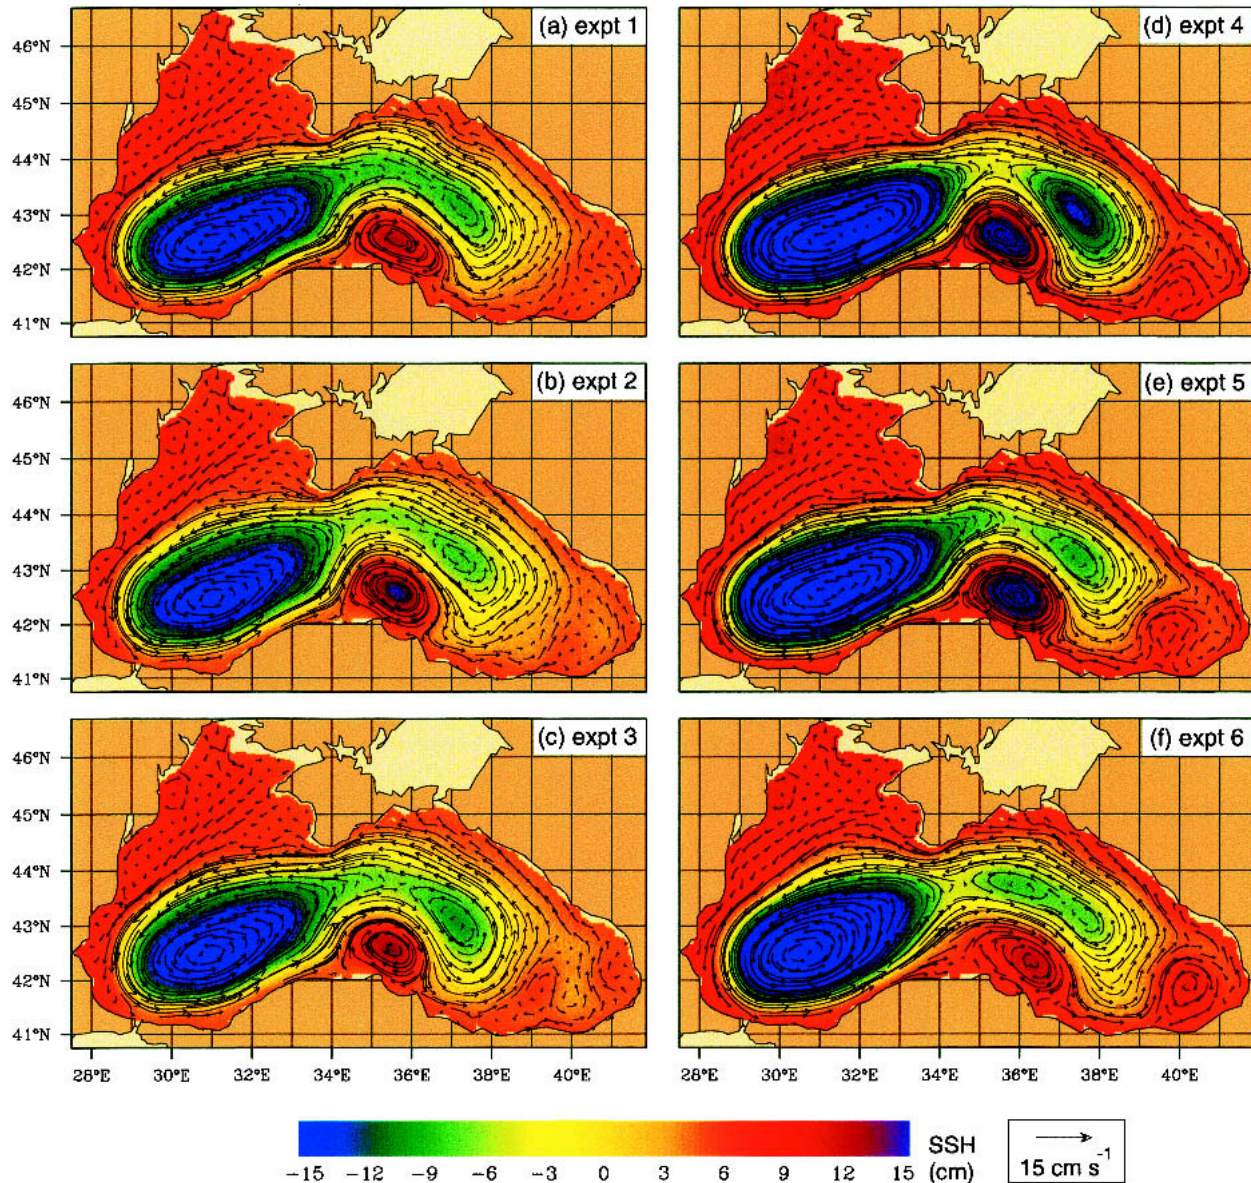 (a) expt 1
(d) expt 4
46°N
45°N
44°N
43°N
42°N
41°N
(b) expt 2
(e) expt 5
46°N
45°N
44°N
43°N
42°N
41°N
(c) expt 3
(f) expt 6
46°N
45°N
44°N
43°N
42°N
41°N
28°E 30°E 32°E 34°E 36°E 38°E 40°E 28°E 30°E 32°E 34°E 36°E 38°E 40°E
−15 −12 −9 −6 −3 0 3 6 9 12 15
SSH
(cm)
15 cm s⁻¹